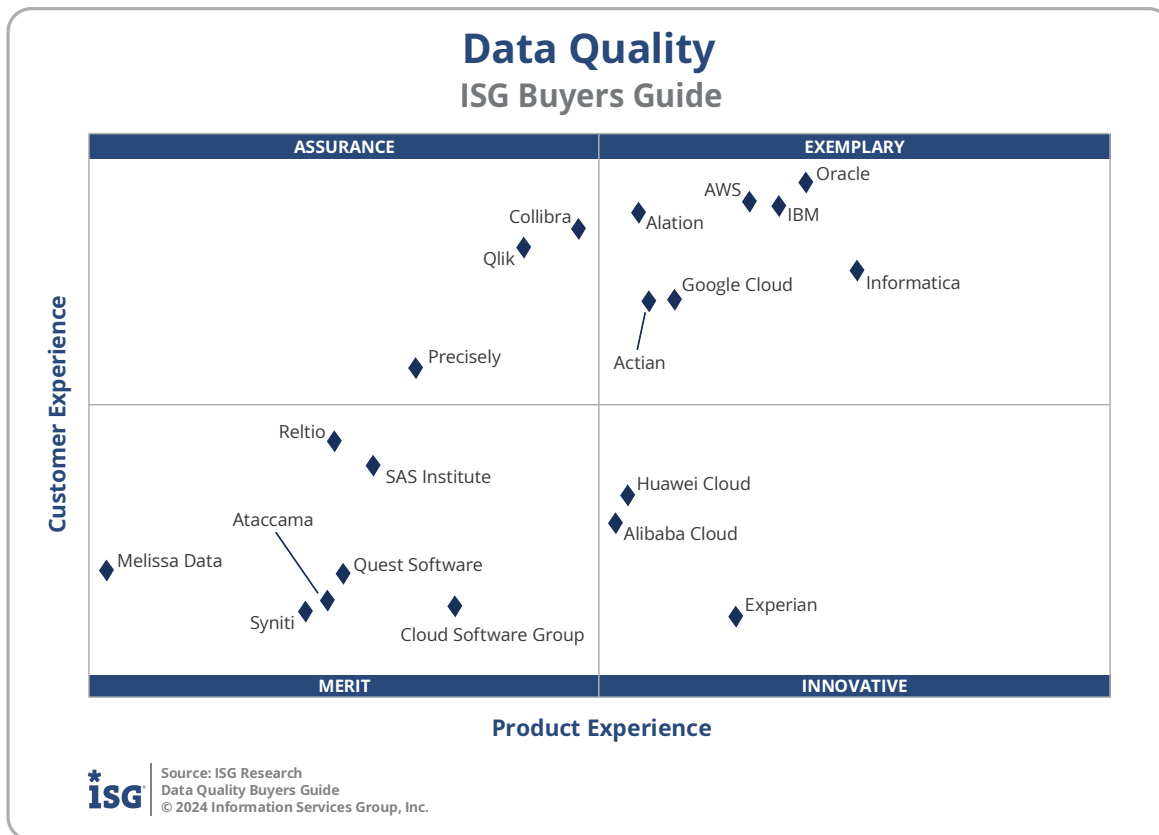 Data Quality
ISG Buyers Guide
ASSURANCE
EXEMPLARY
Oracle
AWS
IBM
Collibra
Alation
Qlik
Google Cloud
Informatica
Precisely
Actian
Customer Experience
Reltio
SAS Institute
Huawei Cloud
Ataccama
Alibaba Cloud
Melissa Data
Quest Software
Experian
Syniti
Cloud Software Group
MERIT
INNOVATIVE
Product Experience
*isg
Source: ISG Research
Data Quality Buyers Guide
© 2024 Information Services Group, Inc.